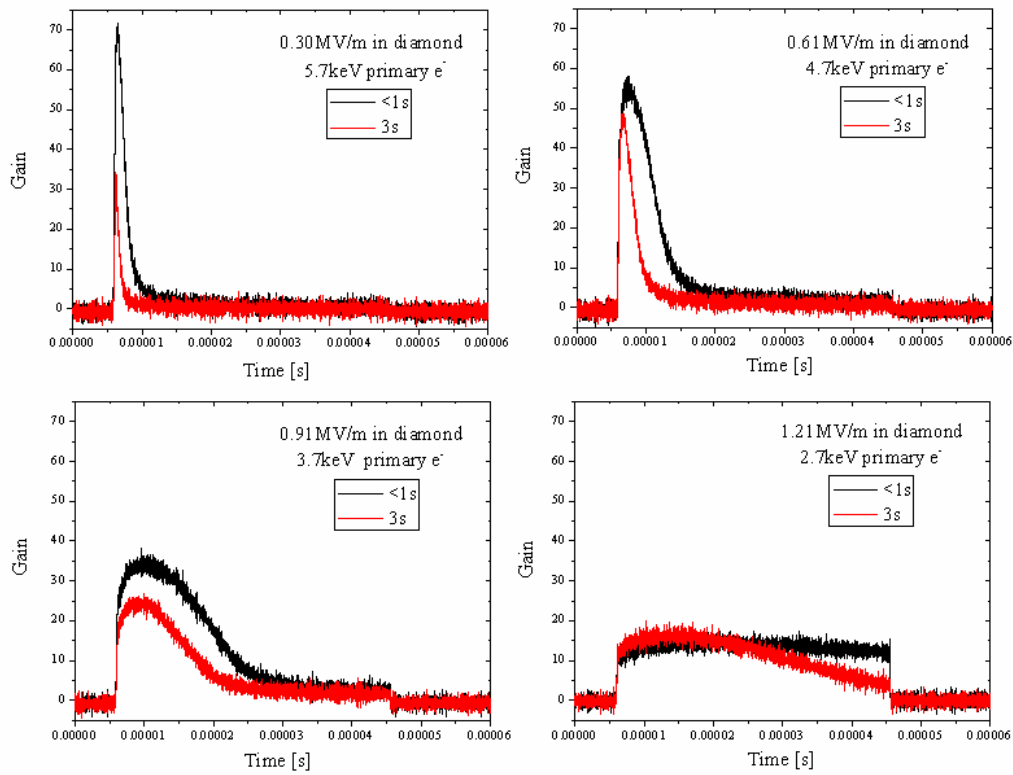 70
60
50
40
30
20
10
0
Gain
0.30MV/m in diamond
5.7keV primary e-
<1s
3s
0.00000 0.00001 0.00002 0.00003 0.00004 0.00005 0.00006
Time [s]
70
60
50
40
30
20
10
0
Gain
0.61MV/m in diamond
4.7keV primary e-
<1s
3s
0.00000 0.00001 0.00002 0.00003 0.00004 0.00005 0.00006
Time [s]
70
60
50
40
30
20
10
0
Gain
0.91MV/m in diamond
3.7keV primary e-
<1s
3s
0.00000 0.00001 0.00002 0.00003 0.00004 0.00005 0.00006
Time [s]
70
60
50
40
30
20
10
0
Gain
1.21MV/m in diamond
2.7keV primary e-
<1s
3s
0.00000 0.00001 0.00002 0.00003 0.00004 0.00005 0.00006
Time [s]